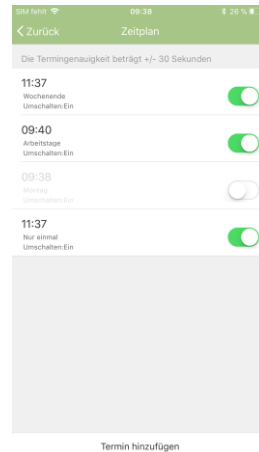 SIM fehlt 09:38 26 %
Zurück Zeitplan
Die Termingenauigkeit beträgt +/- 30 Sekunden
11:37
Wochenende
Umschalten:Ein
09:40
Arbeitstage
Umschalten:Ein
09:38
Montag
Umschalten:Ein
11:37
Nur einmal
Umschalten:Ein
Termin hinzufügen